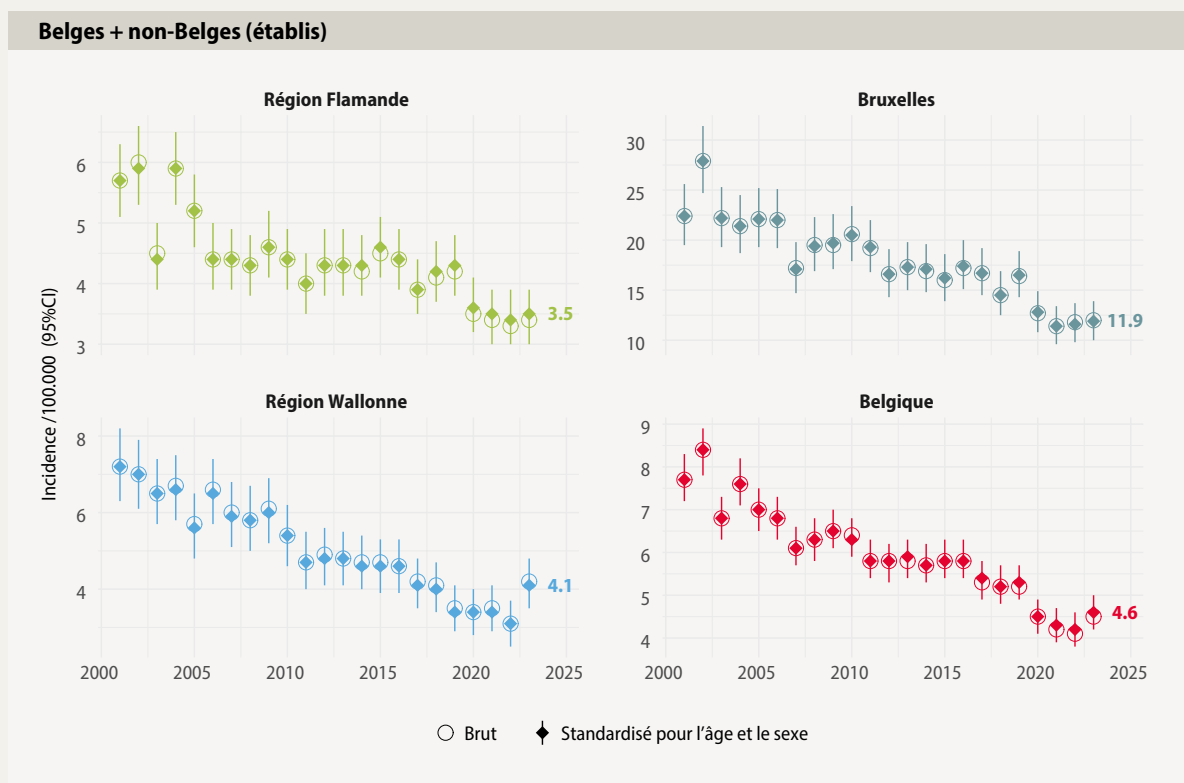 Belges + non-Belges (établis)
Région Flamande
Bruxelles
Incidence /100.000 (95%CI)
6
5
4
3
3.5
30
25
20
15
10
11.9
Région Wallonne
Belgique
8
6
4
4.1
9
8
7
6
5
4
4.6
2000 2005 2010 2015 2020 2025
2000 2005 2010 2015 2020 2025
Brut Standardisé pour l'âge et le sexe